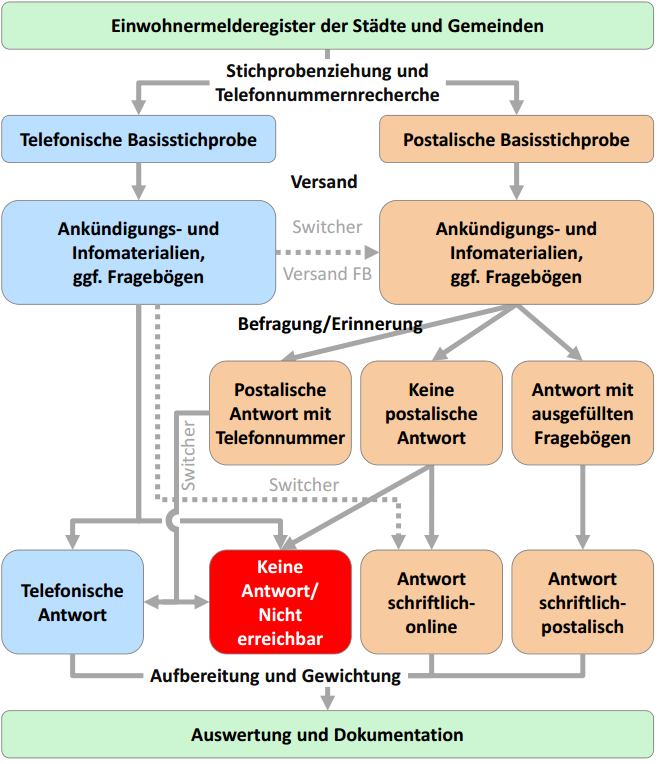 Einwohnermelderegister der Städte und Gemeinden
Stichprobenziehung und
Telefonnummernrecherche
Telefonische Basisstichprobe
Postalische Basisstichprobe
Versand
Ankündigungs- und
Infomaterialien,
ggf. Fragebögen
Switcher
Versand FB
Ankündigungs- und
Infomaterialien,
ggf. Fragebögen
Befragung/Erinnerung
Postalische
Antwort mit
Telefonnummer
Keine
postalische
Antwort
Antwort mit
ausgefüllten
Fragebögen
Switcher
Switcher
Telefonische
Antwort
Keine
Antwort/
Nicht
erreichbar
Antwort
schriftlich-
online
Antwort
schriftlich-
postalisch
Aufbereitung und Gewichtung
Auswertung und Dokumentation